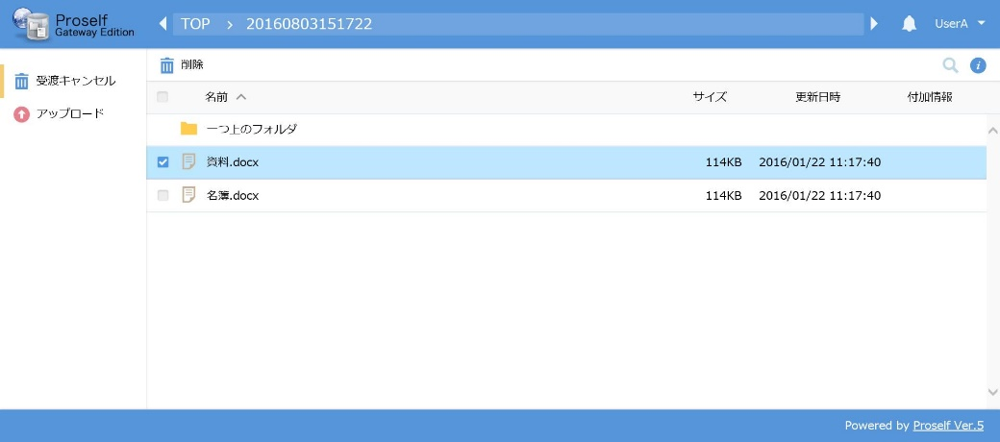 Proself
Gateway Edition
TOP > 20160803151722
UserA
受渡キャンセル
アップロード
削除
名前 サイズ 更新日時 付加情報
一つ上のフォルダ
資料.docx 114KB 2016/01/22 11:17:40
名簿.docx 114KB 2016/01/22 11:17:40
Powered by Proself Ver.5